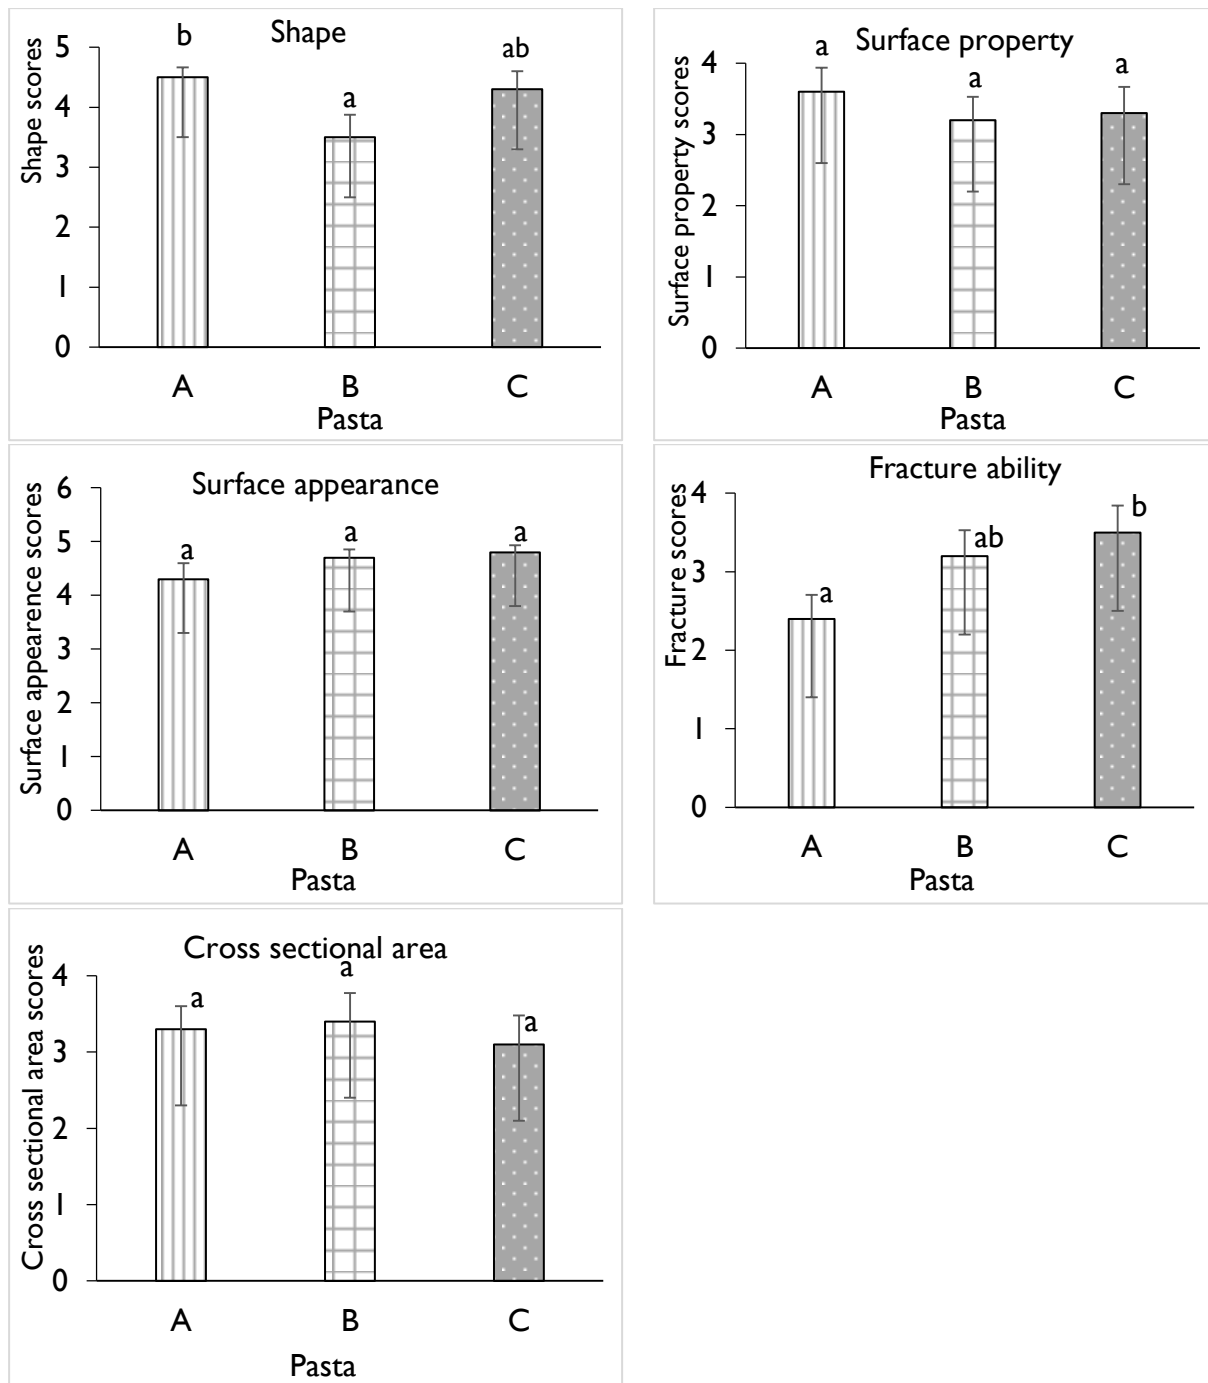 Shape
Shape scores
5
4
3
2
1
0
b
a
ab
A B C
Pasta
Surface property
Surface property scores
4
3
2
1
0
a
a
a
A B C
Pasta
Surface appearance
Surface appearence scores
6
5
4
3
2
1
0
a
a
a
A B C
Pasta
Fracture ability
Fracture scores
4
3
2
1
0
a
ab
b
A B C
Pasta
Cross sectional area
Cross sectional area scores
4
3
2
1
0
a
a
a
A B C
Pasta